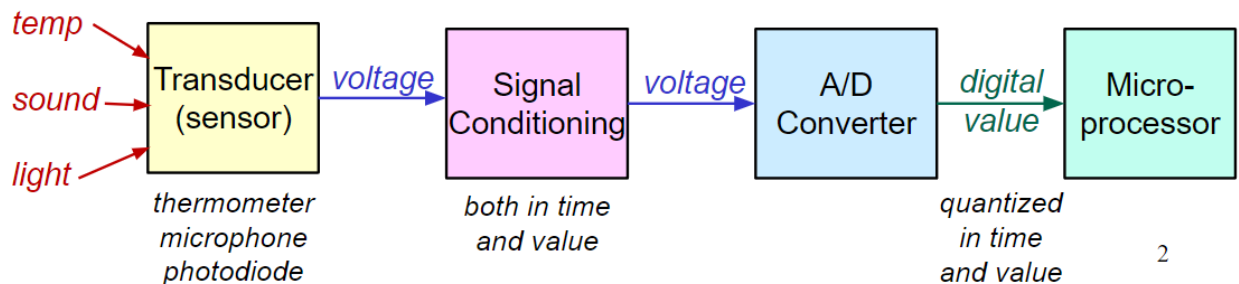 temp
sound
light
Transducer
(sensor)
thermometer
microphone
photodiode
voltage
Signal
Conditioning
both in time
and value
voltage
A/D
Converter
digital
value
quantized
in time
and value
Micro-
processor
2